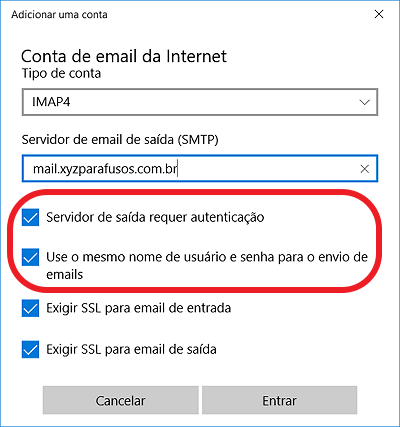 Adicionar uma conta
Conta de email da Internet
Tipo de conta
IMAP4
Servidor de email de saída (SMTP)
mail.xyzparafusos.com.br
Servidor de saída requer autenticação
Use o mesmo nome de usuário e senha para o envio de
emails
Exigir SSL para email de entrada
Exigir SSL para email de saída
Cancelar
Entrar